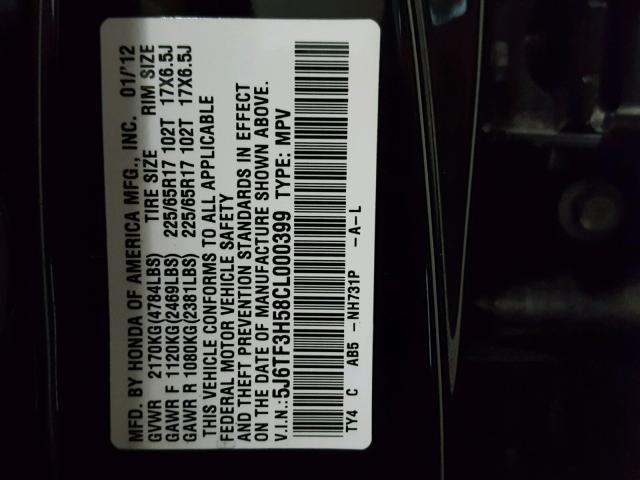 MFD. BY HONDA OF AMERICA MFG., INC. 01/'12
GVWR 2170KG(4784LBS) TIRE SIZE RIM SIZE
GAWR F 1120KG(2469LBS) 225/65R17 102T 17X6.5J
GAWR R 1080KG(2381LBS) 225/65R17 102T 17X6.5J
THIS VEHICLE CONFORMS TO ALL APPLICABLE
FEDERAL MOTOR VEHICLE SAFETY
AND THEFT PREVENTION STANDARDS IN EFFECT
ON THE DATE OF MANUFACTURE SHOWN ABOVE.
V.I.N.: 5J6TF3H58CL000399 TYPE: MPV
TY4 C AB5 -NH731P -A-L